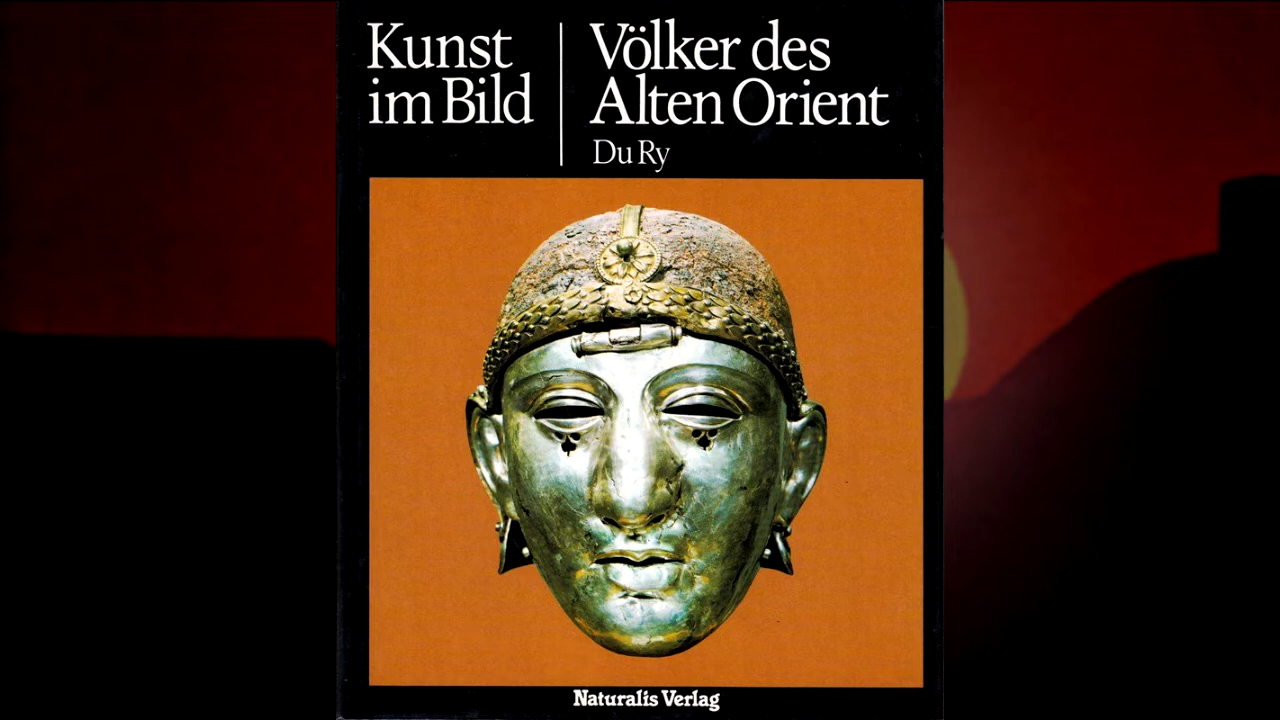 Kunst
im Bild
Völker des
Alten Orient
Du Ry
Naturalis Verlag